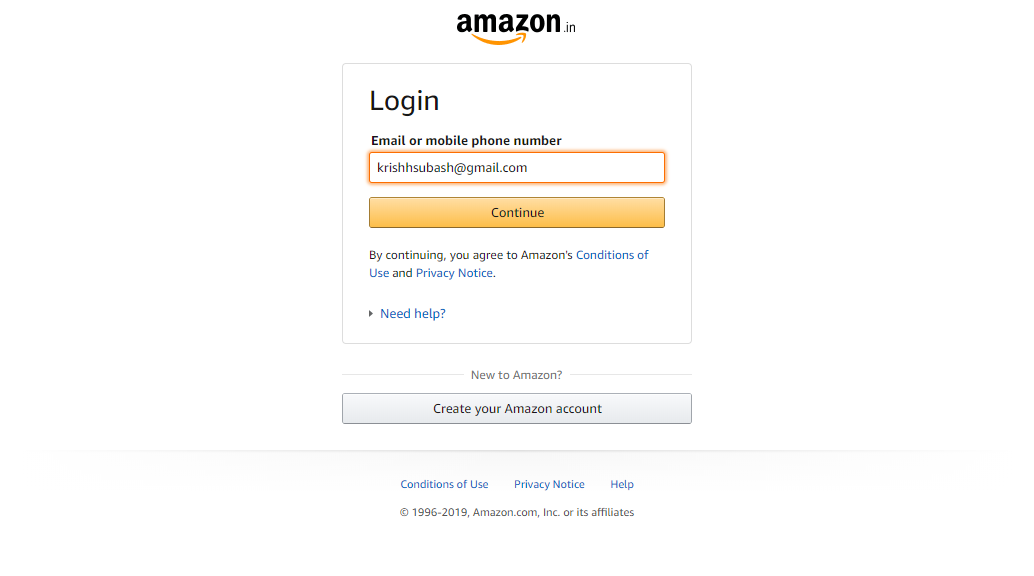 amazon.in
Login
Email or mobile phone number
krishhsubash@gmail.com
Continue
By continuing, you agree to Amazon's Conditions of
Use and Privacy Notice.
Need help?
New to Amazon?
Create your Amazon account
Conditions of Use Privacy Notice Help
© 1996-2019, Amazon.com, Inc. or its affiliates